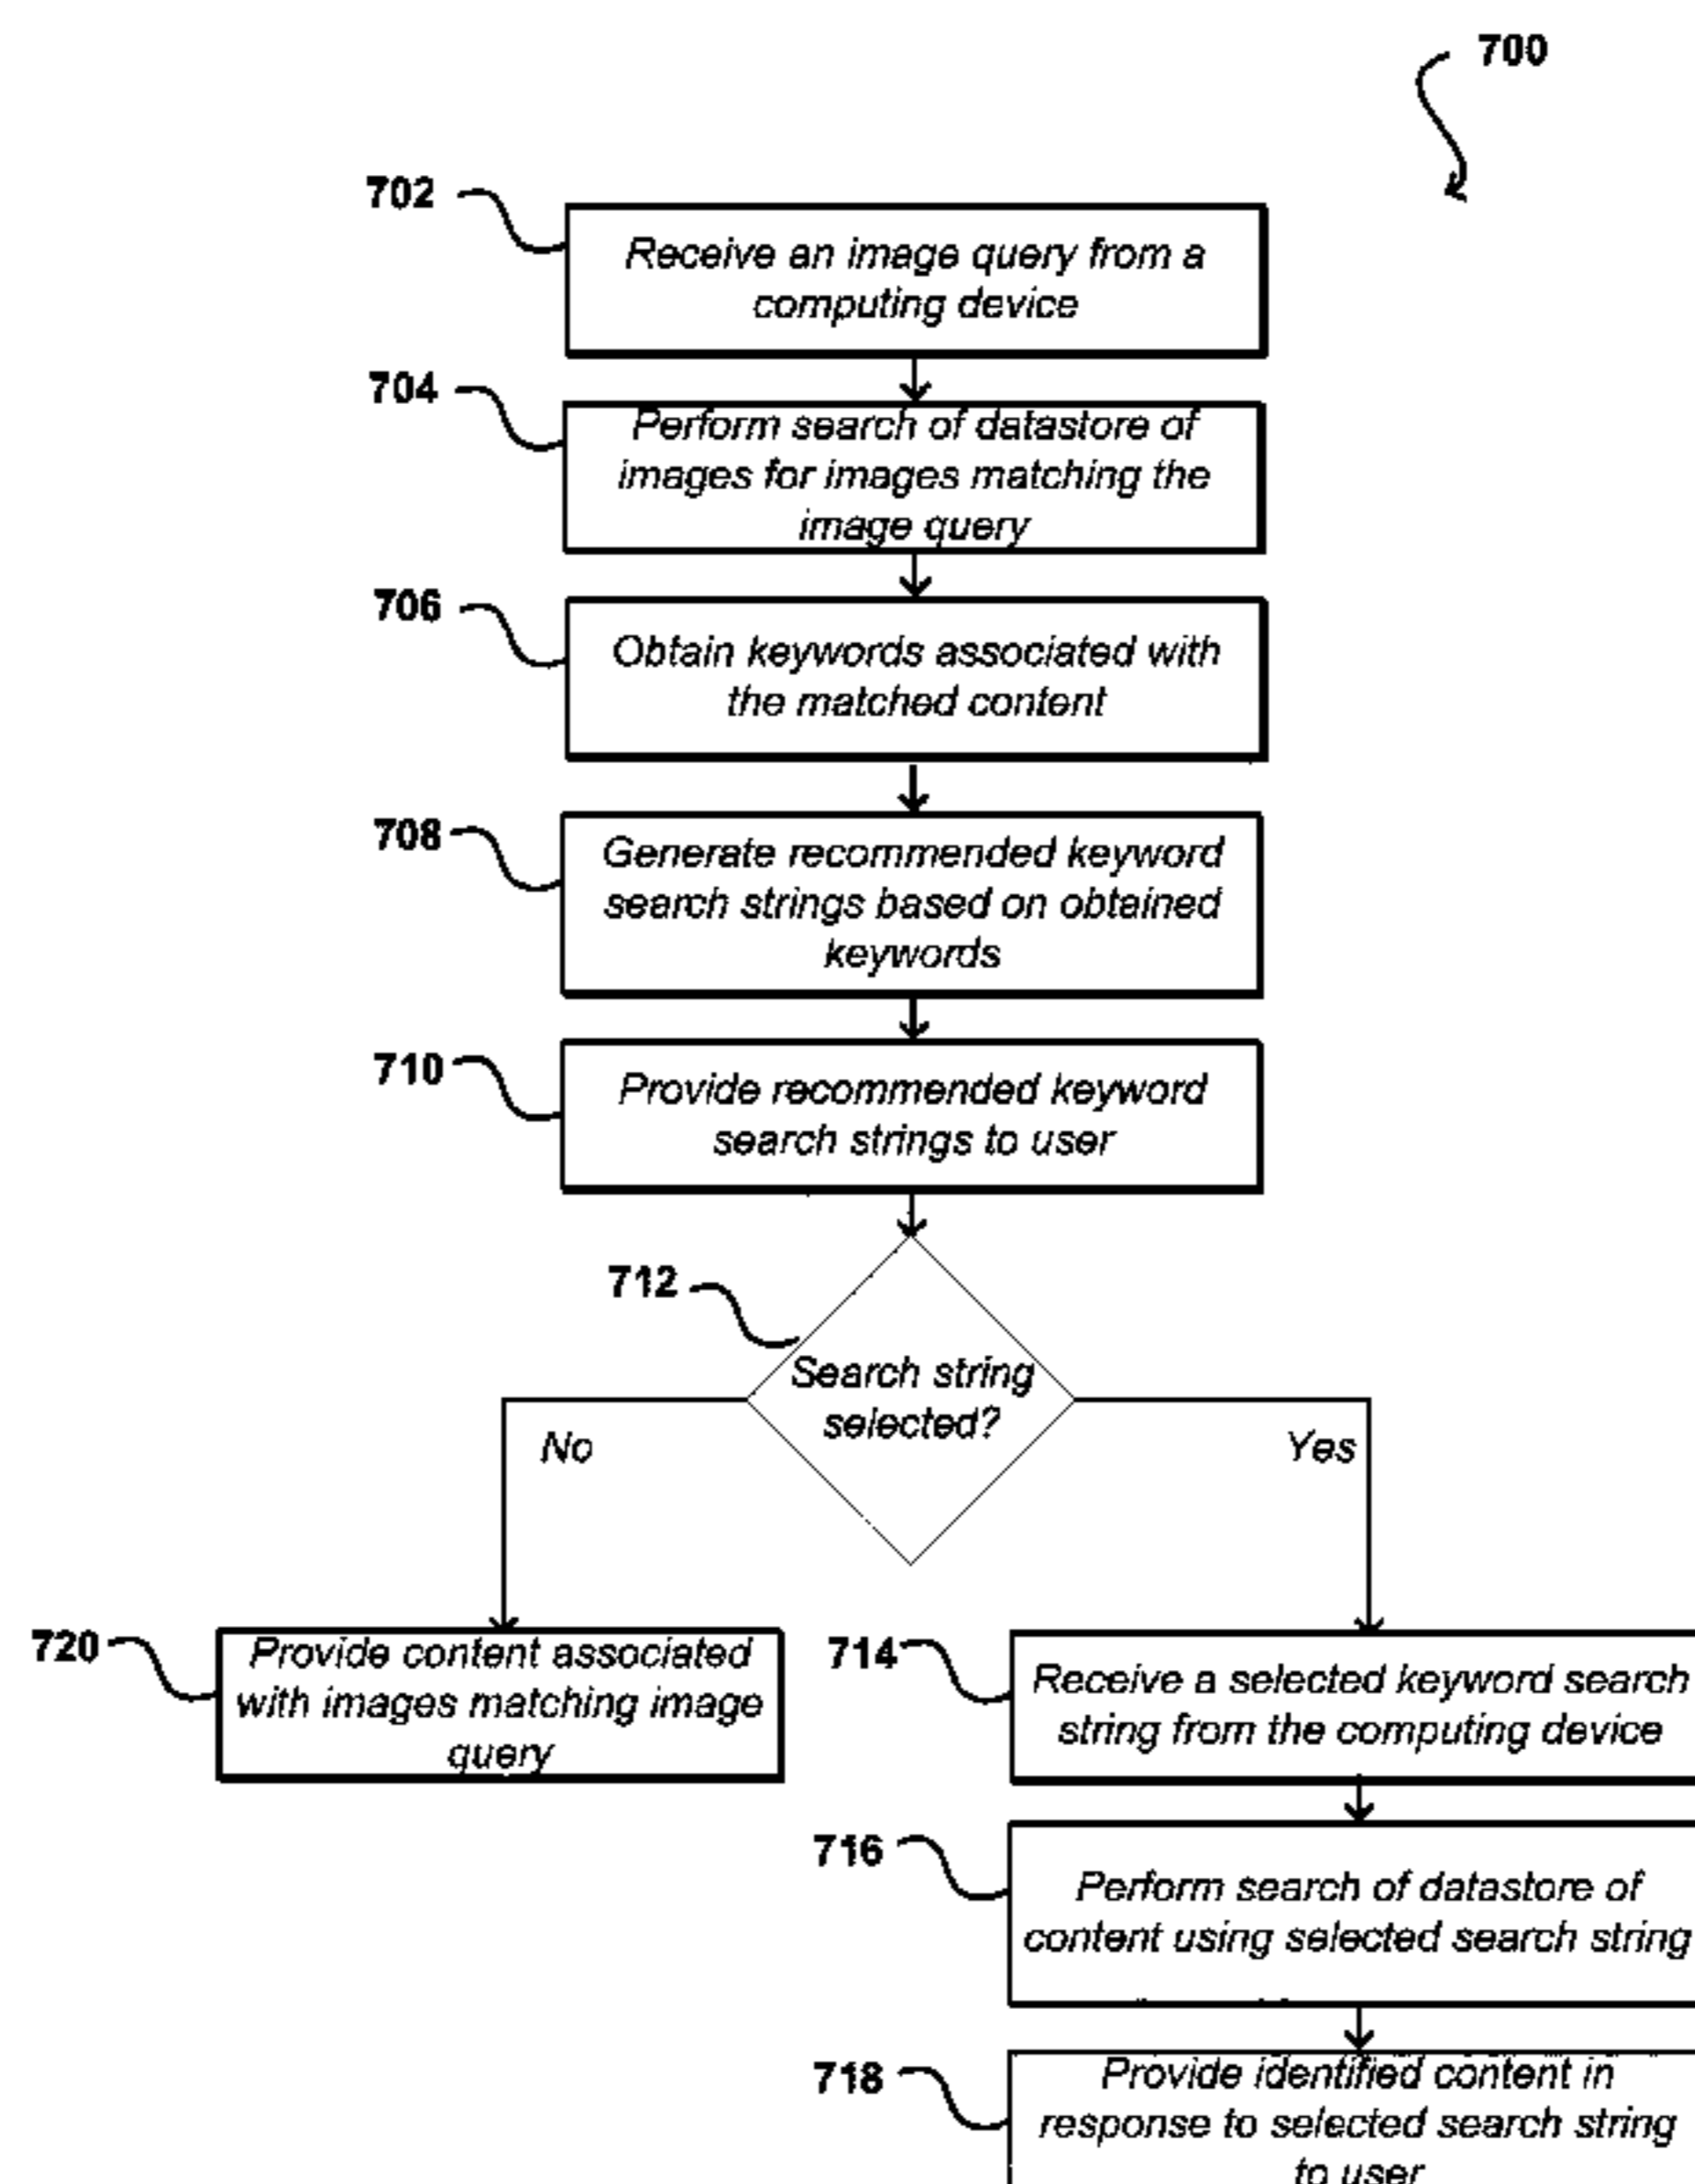 700
702
Receive an image query from a
computing device
704
Perform search of datastore of
images for images matching the
image query
706
Obtain keywords associated with
the matched content
708
Generate recommended keyword
search strings based on obtained
keywords
710
Provide recommended keyword
search strings to user
712
Search string
selected?
No
Yes
720
Provide content associated
with images matching image
query
714
Receive a selected keyword search
string from the computing device
716
Perform search of datastore of
content using selected search string
718
Provide identified content in
response to selected search string
to user